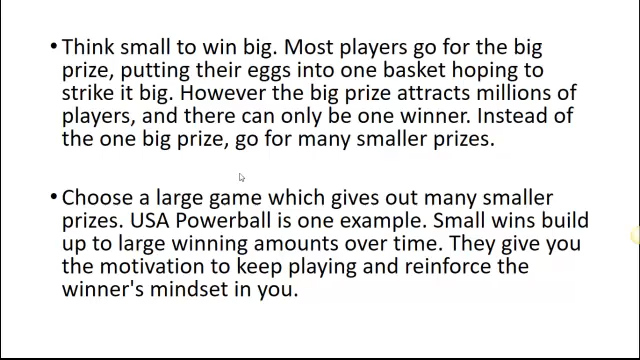 • Think small to win big. Most players go for the big
prize, putting their eggs into one basket hoping to
strike it big. However the big prize attracts millions of
players, and there can only be one winner. Instead of
the one big prize, go for many smaller prizes.
• Choose a large game which gives out many smaller
prizes. USA Powerball is one example. Small wins build
up to large winning amounts over time. They give you
the motivation to keep playing and reinforce the
winner's mindset in you.